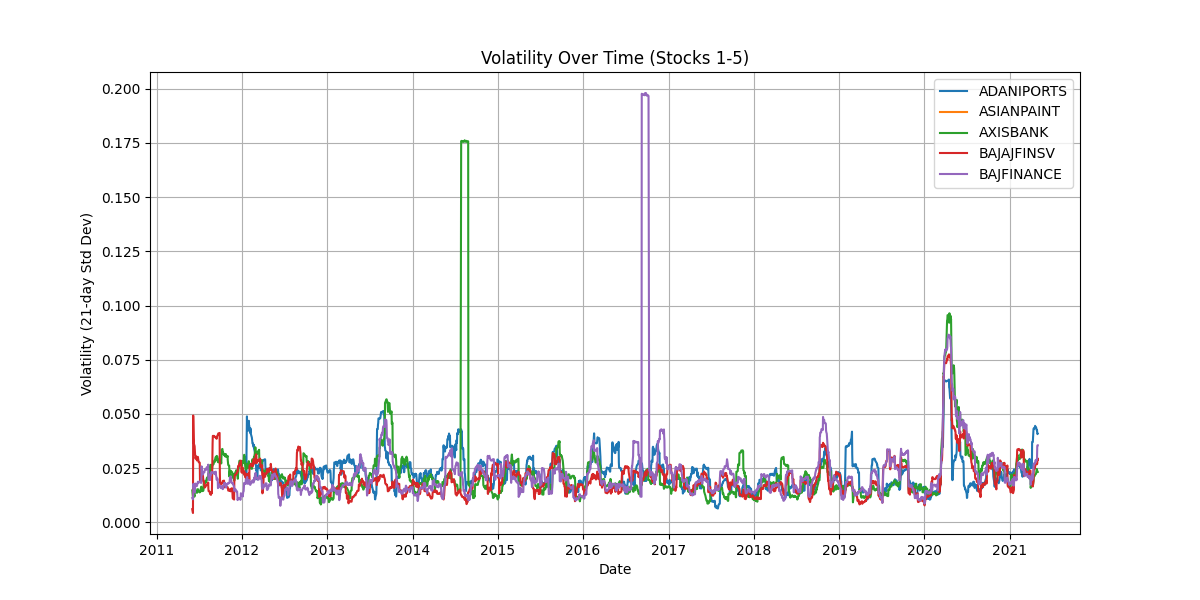 Volatility Over Time (Stocks 1-5)
0.200
0.175
0.150
0.125
0.100
0.075
0.050
0.025
0.000
Volatility (21-day Std Dev)
ADANIPORTS
ASIANPAINT
AXISBANK
BAJAJFINSV
BAJFINANCE
2011 2012 2013 2014 2015 2016 2017 2018 2019 2020 2021
Date